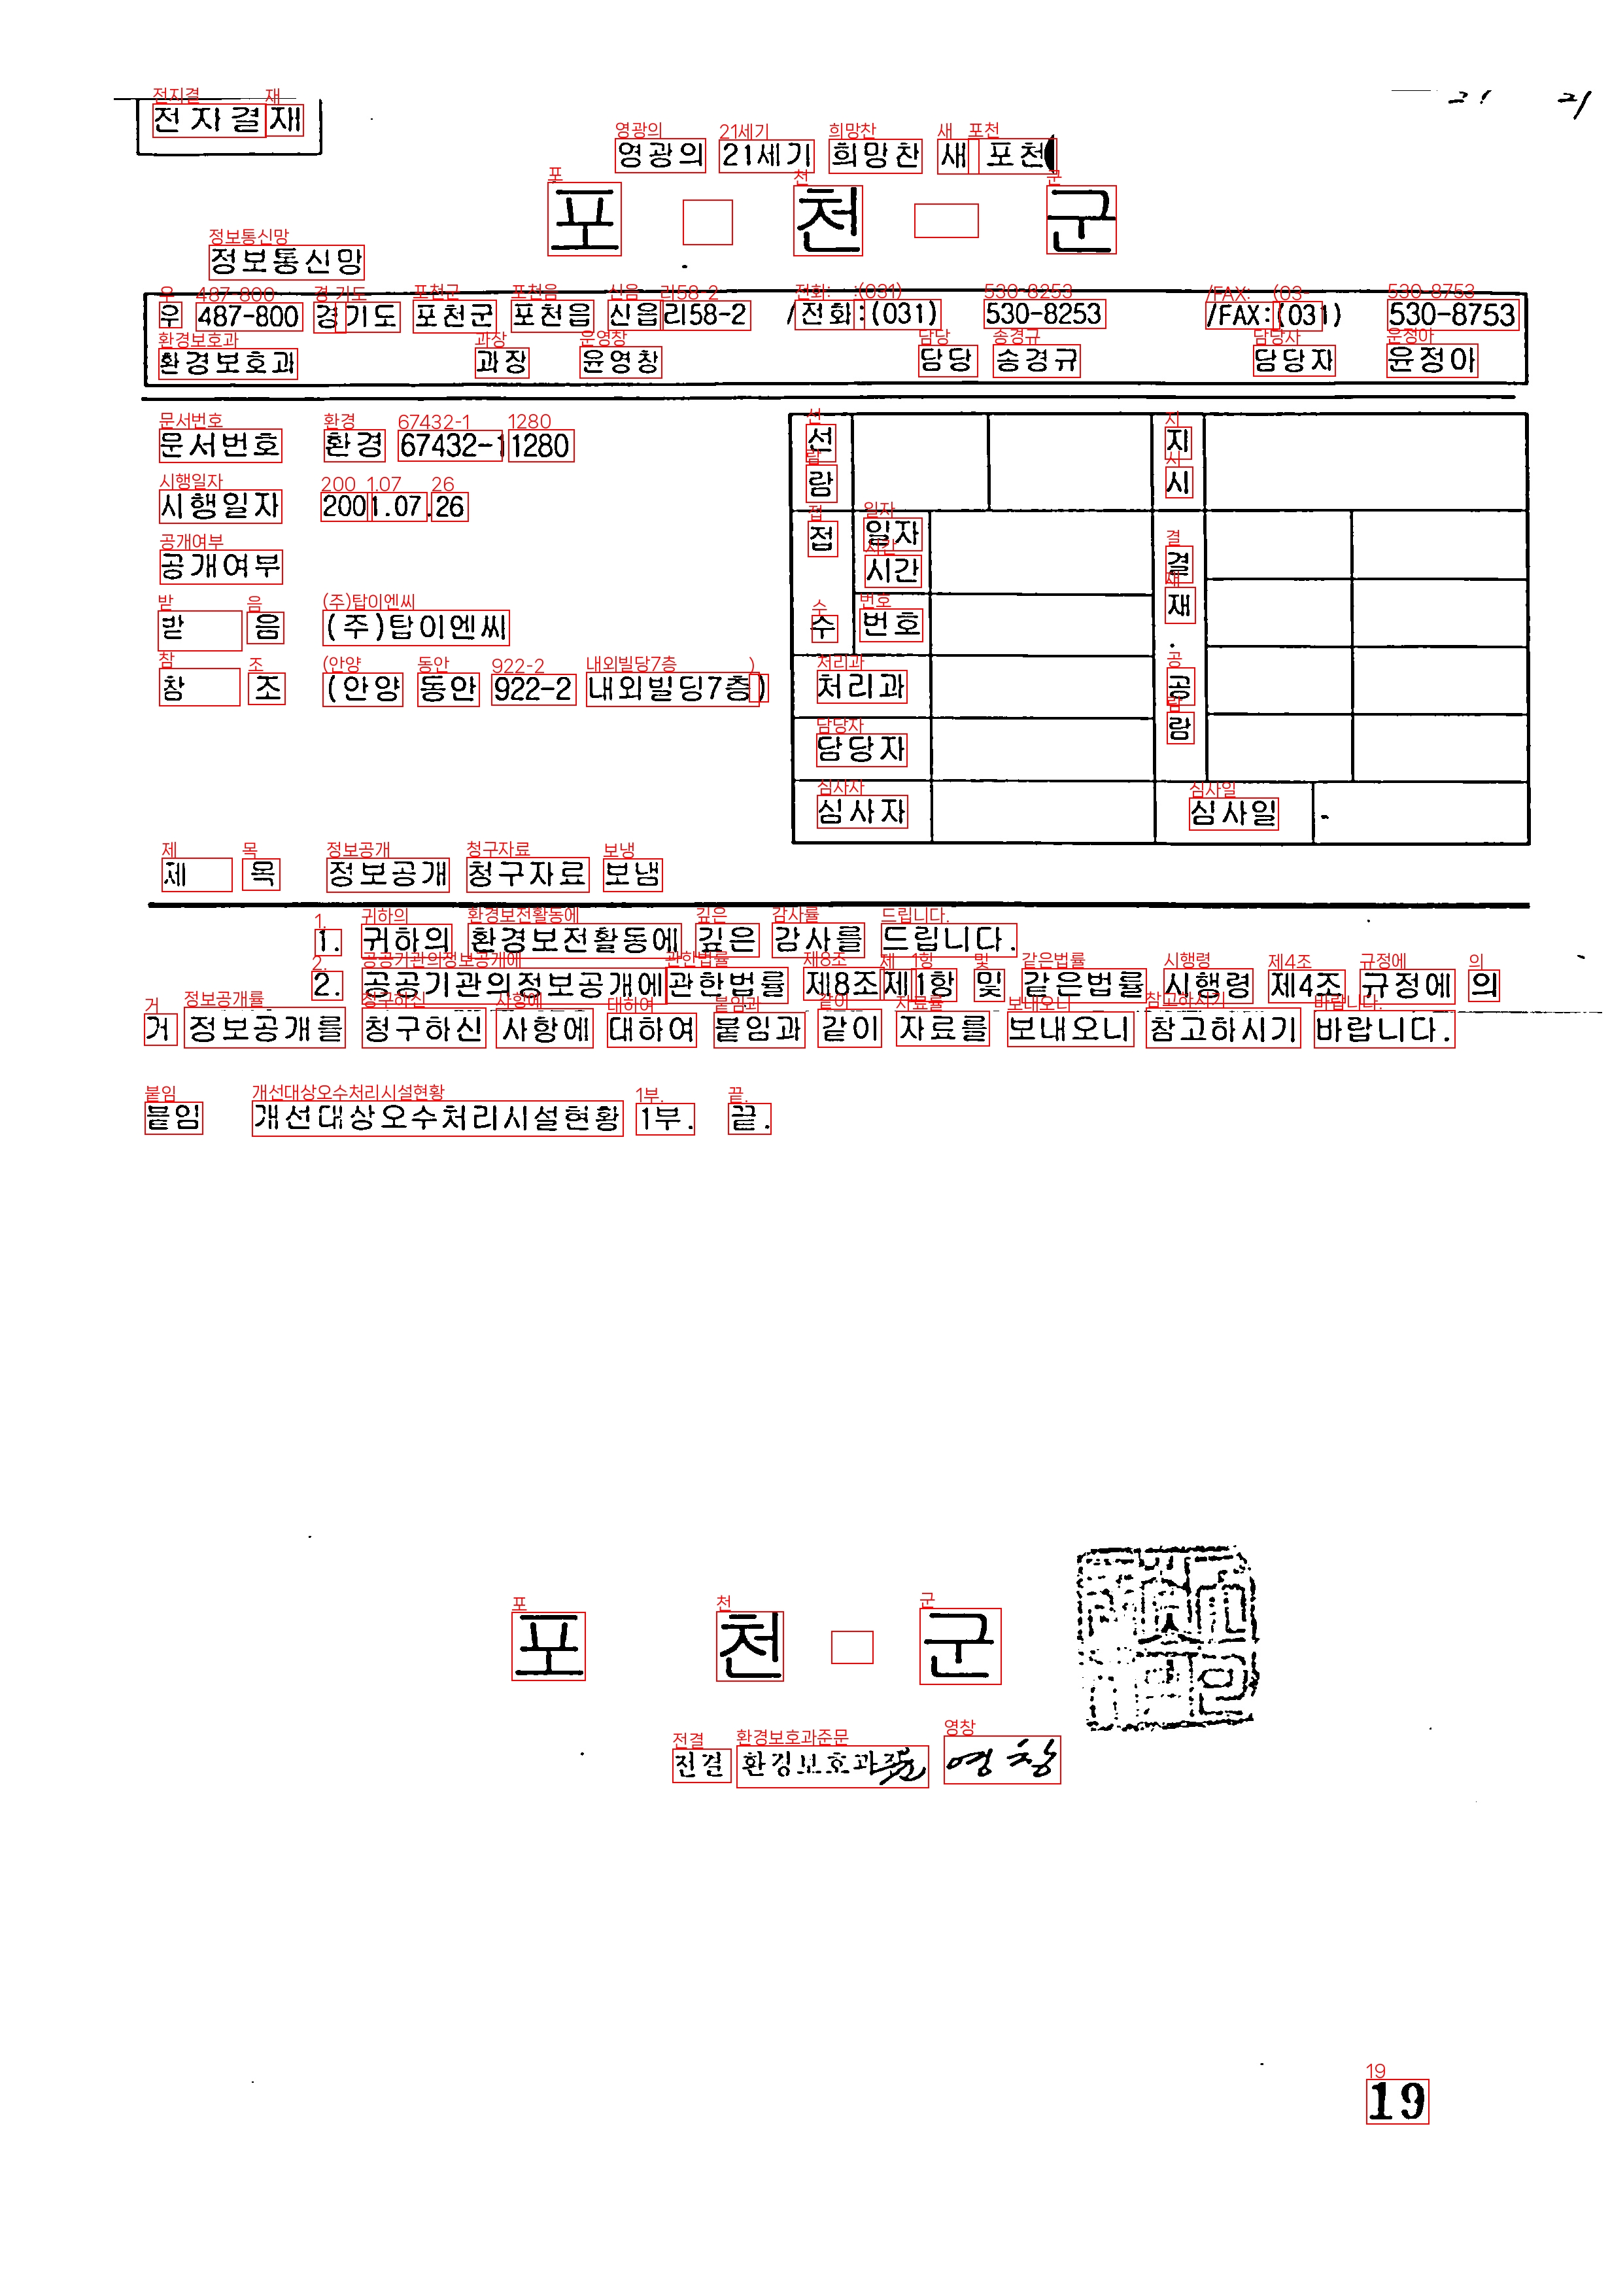 전자결재
영광의 21세기 희망찬 새 포천
포 천 군
정보통신망
우 487-800 경기도 포천군 포천읍 신읍리58-2 /전화:(031) 530-8253 /FAX:(031) 530-8753
환경보호과 과장 윤영창 담당 송경규 담당자 윤정아
문서번호 환경 67432-11280
시행일자 2001.07.26
공개여부
받 음 (주)탑이엔씨
참 조 (안양 동안 922-2 내외빌딩7층)
선람 지시
접수 일자 시간 번호 결재.공람
처리과
담당자
심사자 심사일
제 목 정보공개 청구자료 보냄
1. 귀하의 환경보전활동에 깊은 감사를 드립니다.
2. 공공기관의정보공개에관한법률 제8조제1항 및 같은법률 시행령 제4조 규정에 의
거 정보공개를 청구하신 사항에 대하여 붙임과 같이 자료를 보내오니 참고하시기 바랍니다.
붙임 개선대상오수처리시설현황 1부. 끝.
포 천 군
전결 환경보호과장 윤영창
19